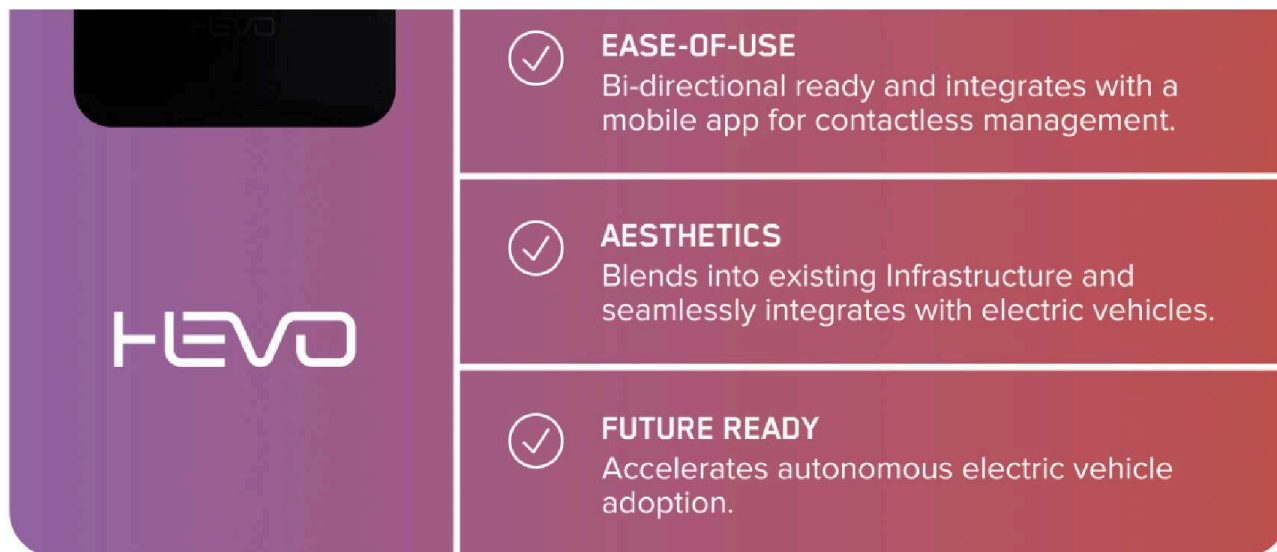 HEVO
EASE-OF-USE
Bi-directional ready and integrates with a
mobile app for contactless management.
AESTHETICS
Blends into existing Infrastructure and
seamlessly integrates with electric vehicles.
HEVO
FUTURE READY
Accelerates autonomous electric vehicle
adoption.